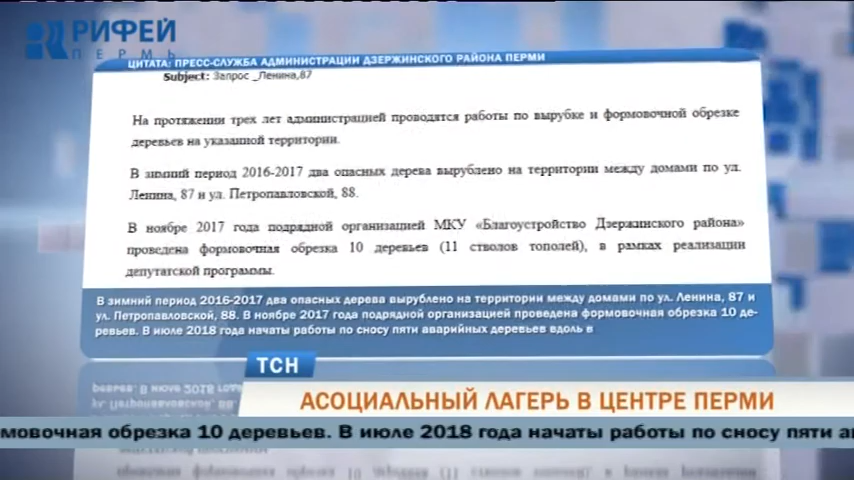 РИФЕЙ
ПЕРМЬ
ЦИТАТА: ПРЕСС-СЛУЖБА АДМИНИСТРАЦИИ ДЗЕРЖИНСКОГО РАЙОНА ПЕРМИ
Subject: Запрос _Ленина,87
На протяжении трех лет администрацией проводятся работы по вырубке и формовочной обрезке
деревьев на указанной территории.
В зимний период 2016-2017 два опасных дерева вырублено на территории между домами по ул.
Ленина, 87 и ул. Петропавловской, 88.
В ноябре 2017 года подрядной организацией МКУ «Благоустройство Дзержинского района»
проведена формовочная обрезка 10 деревьев (11 стволов тополей), в рамках реализации
депутатской программы.
В зимний период 2016-2017 два опасных дерева вырублено на территории между домами по ул. Ленина, 87 и
ул. Петропавловской, 88. В ноябре 2017 года подрядной организацией проведена формовочная обрезка 10 де-
ревьев. В июле 2018 года начаты работы по сносу пяти аварийных деревьев вдоль в
ТСН
АСОЦИАЛЬНЫЙ ЛАГЕРЬ В ЦЕНТРЕ ПЕРМИ
мовочная обрезка 10 деревьев. В июле 2018 года начаты работы по сносу пяти ав